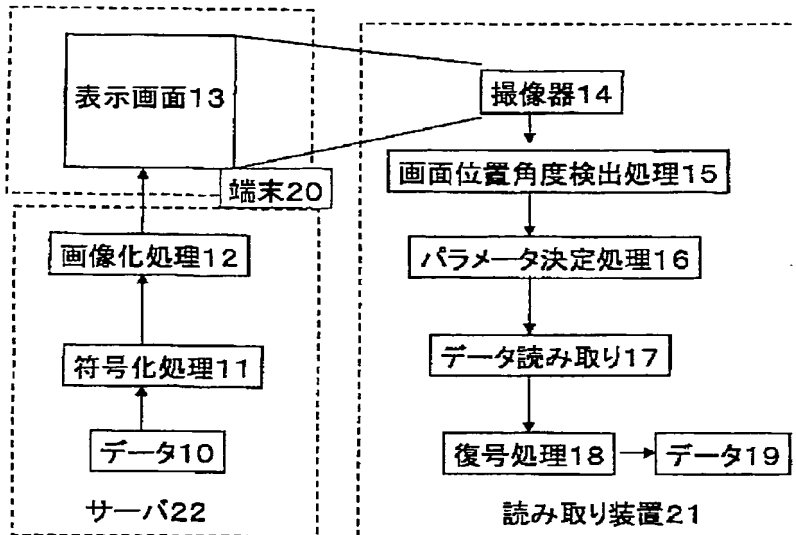 表示画面13
端末20
画像化処理12
符号化処理11
データ10
サーバ22
撮像器14
画面位置角度検出処理15
パラメータ決定処理16
データ読み取り17
復号処理18
データ19
読み取り装置21